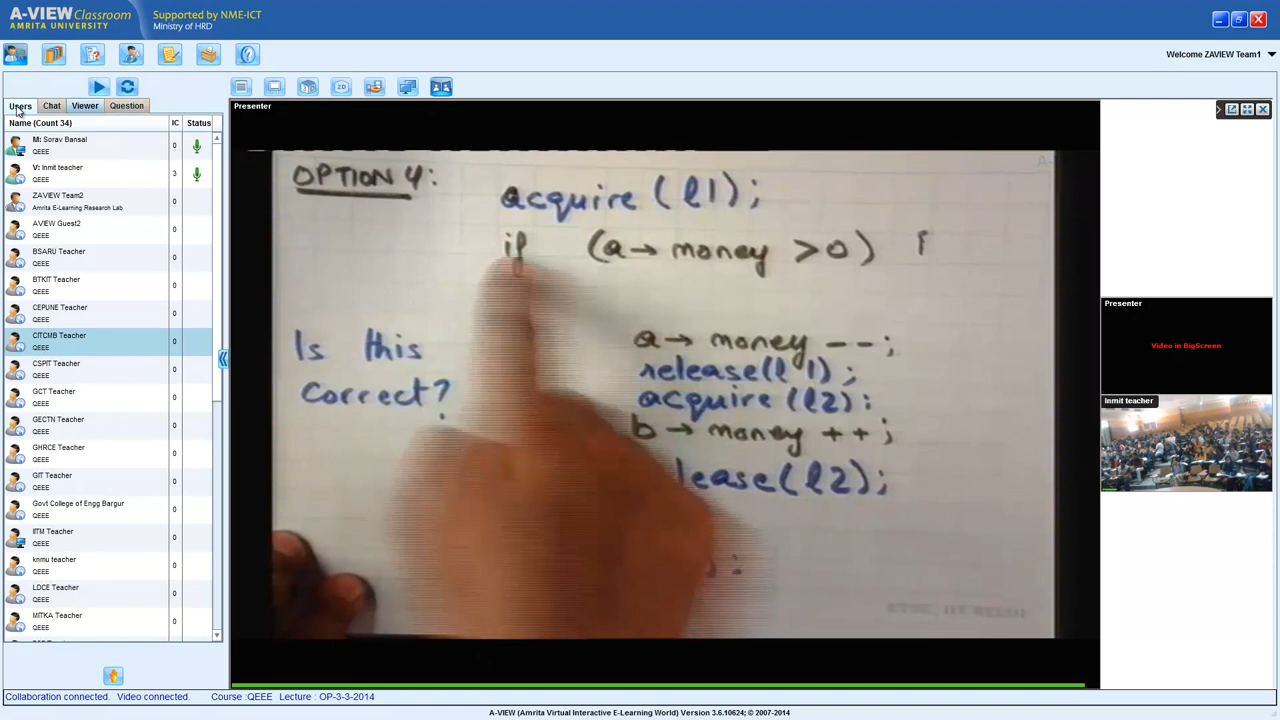 A-VIEW Classroom
AMRITA UNIVERSITY
Supported by NME-ICT
Ministry of HRD
Welcome ZAVIEW Team1
Users
Chat
Viewer
Question
Name (Count 34)
IC
Status
M: Sorav Bansal
QEEE
0
V: Inmit teacher
QEEE
3
ZAVIEW Team2
Amrita E-Learning Research Lab
0
AVIEW Guest2
QEEE
0
BSARU Teacher
QEEE
0
BTKIT Teacher
QEEE
0
CEPUNE Teacher
QEEE
0
CITCMB Teacher
QEEE
0
CSPIT Teacher
QEEE
0
GCT Teacher
QEEE
0
GECTN Teacher
QEEE
0
GHRCE Teacher
QEEE
0
GIT Teacher
QEEE
0
Govt College of Engg Bargur
QEEE
0
IITM Teacher
QEEE
0
knmu teacher
QEEE
0
LDCE Teacher
QEEE
0
MITKA Teacher
QEEE
0
Presenter
OPTION 4:
acquire (l1);
if (a→ money >0) {
Is this
correct?
a→ money --;
release(l1);
acquire (l2);
b→ money ++;
lease(l2);
Presenter
Video in BigScreen
Inmit teacher
Collaboration connected. Video connected. Course :QEEE Lecture : OP-3-3-2014
A-VIEW (Amrita Virtual Interactive E-Learning World) Version 3.6.10624; © 2007-2014